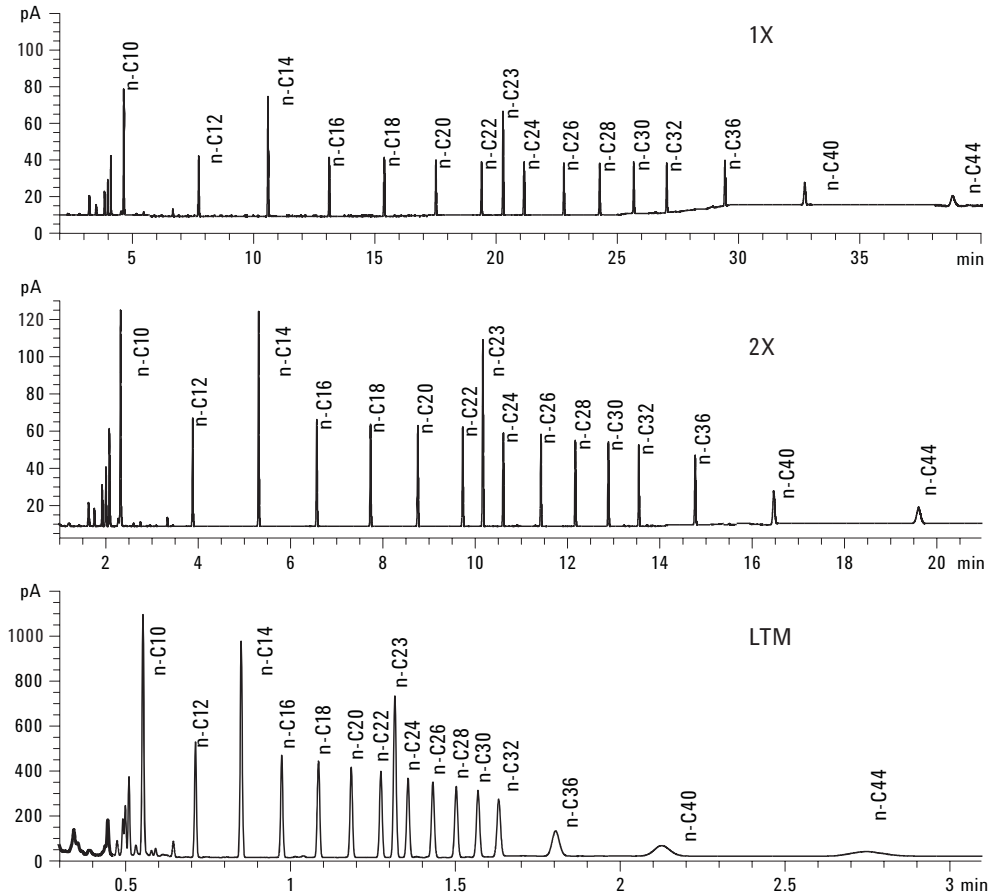 pA
1X
100
80
60
40
20
0
n-C10
n-C12
n-C14
n-C16
n-C18
n-C20
n-C22
n-C23
n-C24
n-C26
n-C28
n-C30
n-C32
n-C36
n-C40
n-C44
5
10
15
20
25
30
35
min
pA
2X
120
100
80
60
40
20
n-C10
n-C12
n-C14
n-C16
n-C18
n-C20
n-C22
n-C23
n-C24
n-C26
n-C28
n-C30
n-C32
n-C36
n-C40
n-C44
2
4
6
8
10
12
14
16
18
20
min
pA
LTM
1000
800
600
400
200
0
n-C10
n-C12
n-C14
n-C16
n-C18
n-C20
n-C22
n-C23
n-C24
n-C26
n-C28
n-C30
n-C32
n-C36
n-C40
n-C44
0.5
1
1.5
2
2.5
3
min